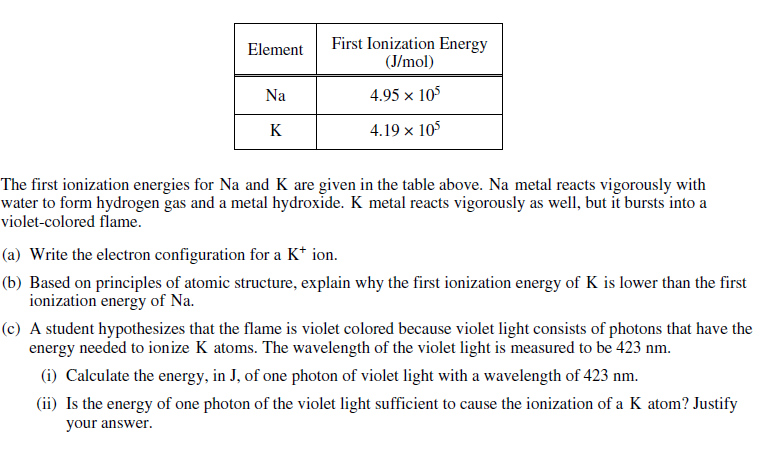 Element First Ionization Energy
(J/mol)
Na 4.95 × 10⁵
K 4.19 × 10⁵
The first ionization energies for Na and K are given in the table above. Na metal reacts vigorously with
water to form hydrogen gas and a metal hydroxide. K metal reacts vigorously as well, but it bursts into a
violet-colored flame.
(a) Write the electron configuration for a K⁺ ion.
(b) Based on principles of atomic structure, explain why the first ionization energy of K is lower than the first
ionization energy of Na.
(c) A student hypothesizes that the flame is violet colored because violet light consists of photons that have the
energy needed to ionize K atoms. The wavelength of the violet light is measured to be 423 nm.
(i) Calculate the energy, in J, of one photon of violet light with a wavelength of 423 nm.
(ii) Is the energy of one photon of the violet light sufficient to cause the ionization of a K atom? Justify
your answer.